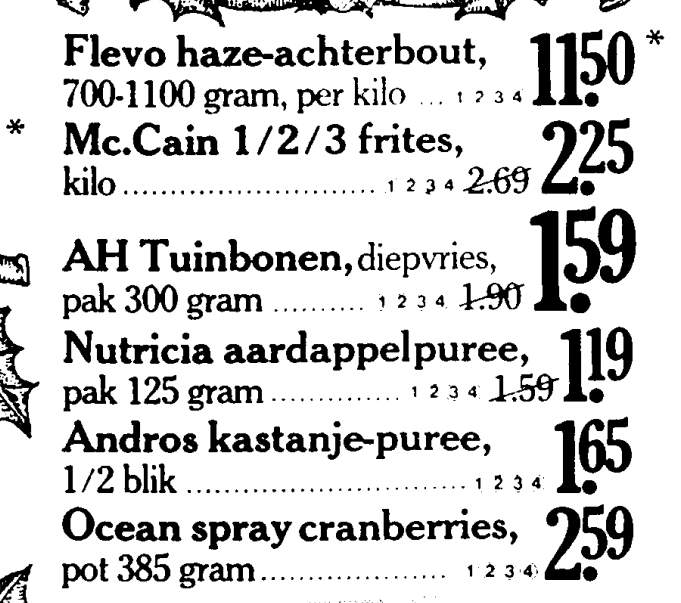 Flevo haze-achterbout, 11.50 *
700-1100 gram, per kilo ... 1 2 3 4
* Mc.Cain 1/2/3 frites, 2.25
kilo ............................ 1 2 3 4 2.69
AH Tuinbonen, diepvries, 1.59
pak 300 gram .......... 1 2 3 4 1.90
Nutricia aardappelpuree, 1.19
pak 125 gram .............. 1 2 3 4 1.59
Andros kastanje-puree, 1.65
1/2 blik .............................. 1 2 3 4
Ocean spray cranberries, 2.59
pot 385 gram .................... 1 2 3 4